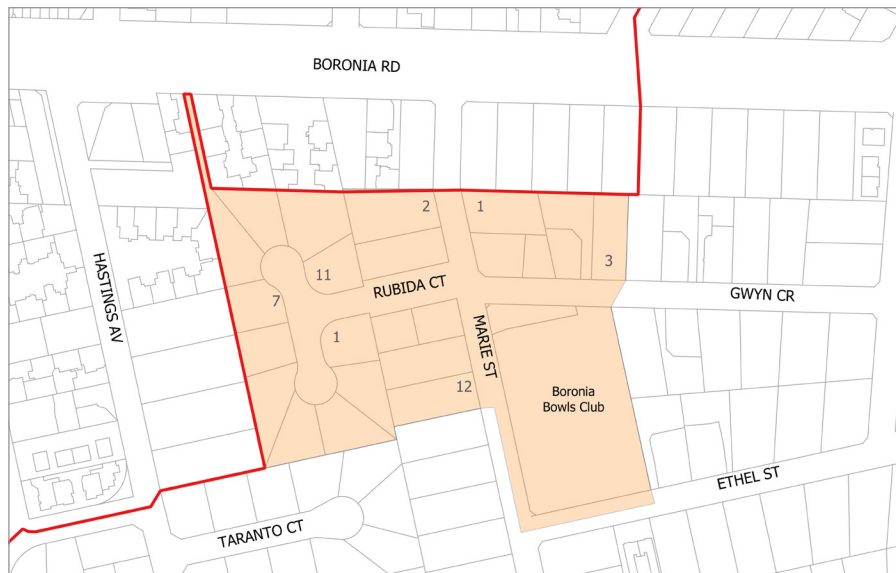 BORONIA RD
2
1
HASTINGS AV
11
3
7
RUBIDA CT
GWYN CR
1
MARIE ST
12
Boronia
Bowls Club
ETHEL ST
TARANTO CT